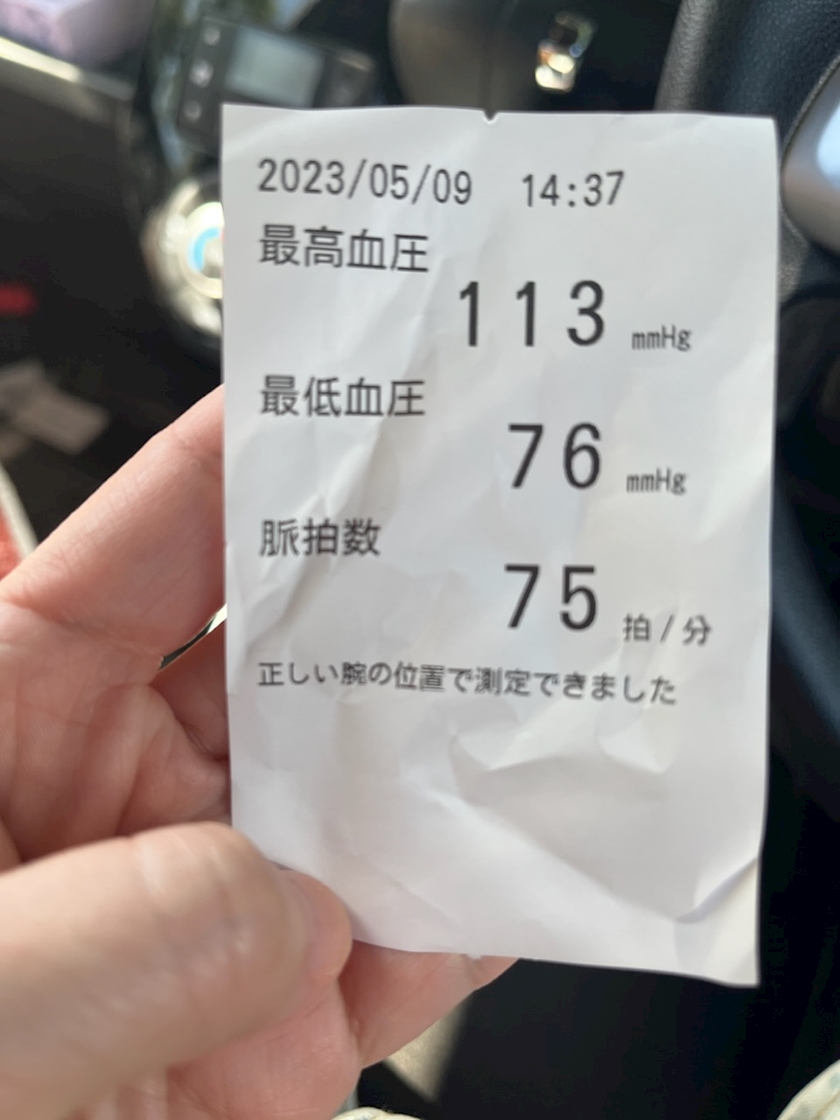 2023/05/09 14:37
最高血圧
113 mmHg
最低血圧
76 mmHg
脈拍数
75 拍/分
正しい腕の位置で測定できました